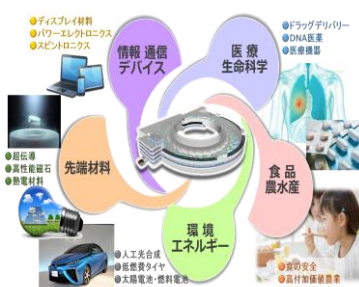 ●ディスプレイ材料
●パワーエレクトロニクス
●スピントロニクス
情報 通信
デバイス
医 療
生命科学
●ドラッグデリバリー
●DNA医薬
●医療機器
●超伝導
●高性能磁石
●熱電材料
先端材料
食 品
農水産
環 境
エネルギー
●人工光合成
●低燃費タイヤ
●太陽電池・燃料電池
●食の安全
●高付加価値農業